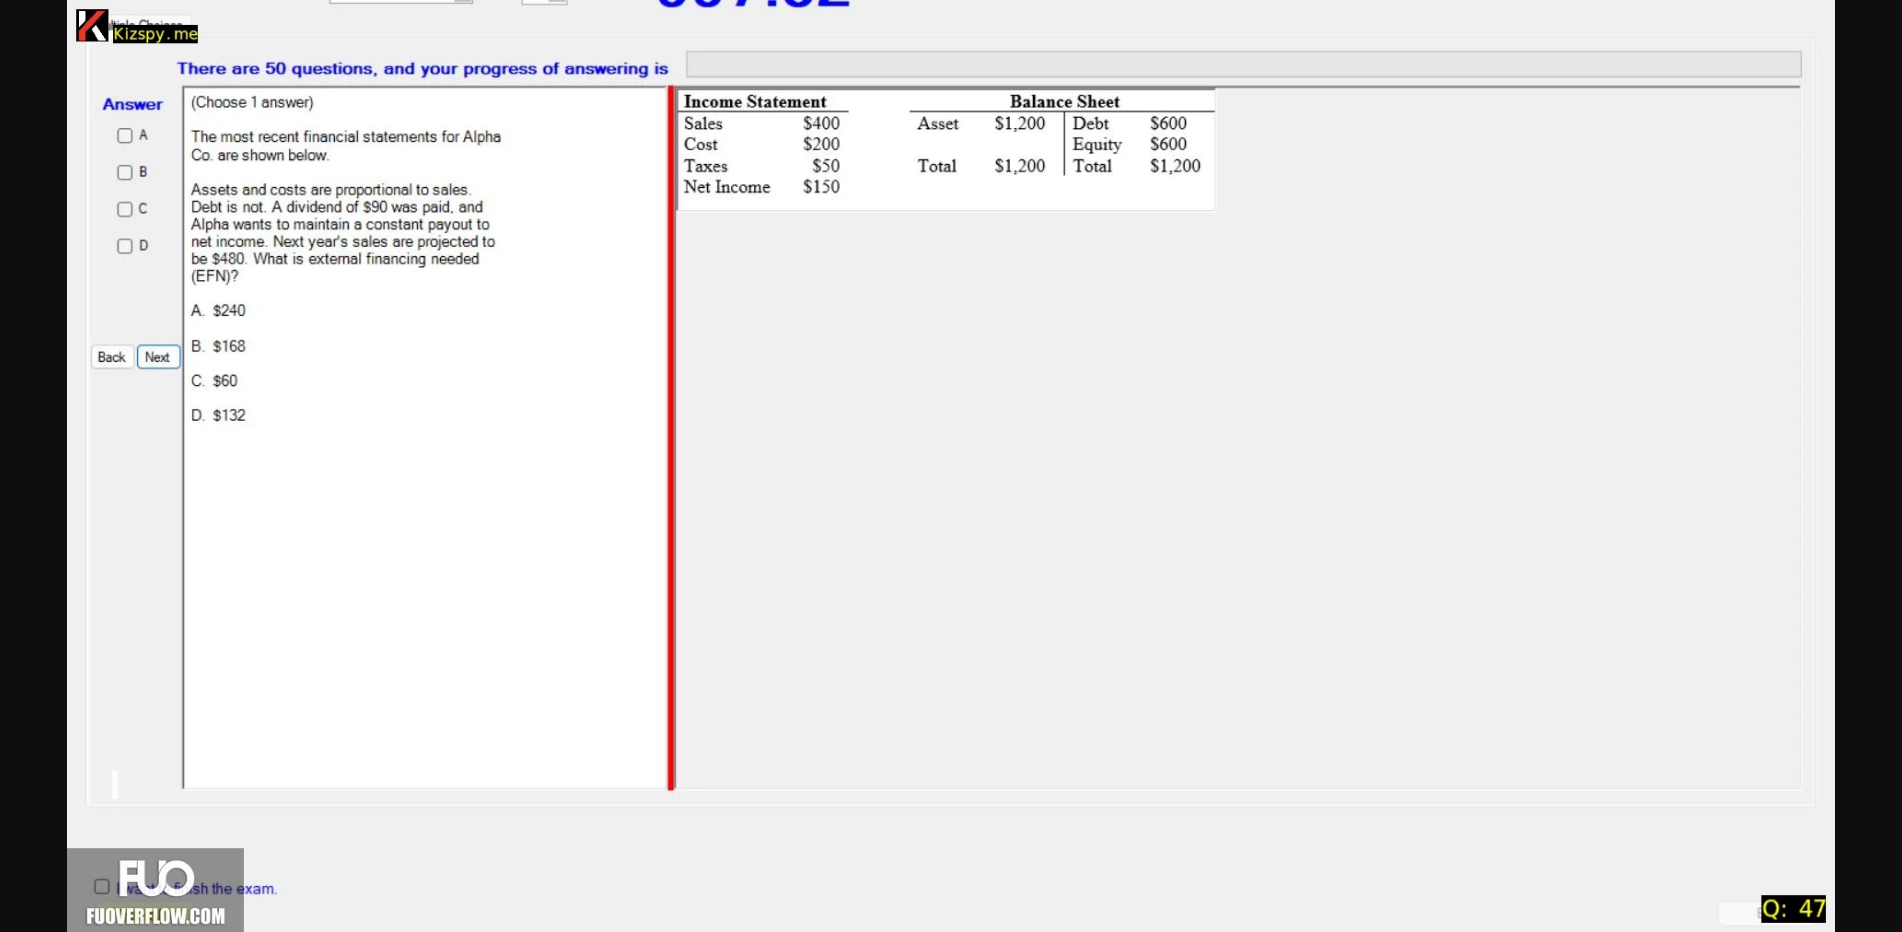 Kizspy.me
There are 50 questions, and your progress of answering is
Answer
A
B
C
D
Back Next
(Choose 1 answer)
The most recent financial statements for Alpha
Co. are shown below.
Assets and costs are proportional to sales.
Debt is not. A dividend of $90 was paid, and
Alpha wants to maintain a constant payout to
net income. Next year's sales are projected to
be $480. What is external financing needed
(EFN)?
A. $240
B. $168
C. $60
D. $132
Income Statement Balance Sheet
Sales $400 Asset $1,200 Debt $600
Cost $200 Equity $600
Taxes $50 Total $1,200 Total $1,200
Net Income $150
FUO
the exam.
FUOVERFLOW.COM
Q: 47